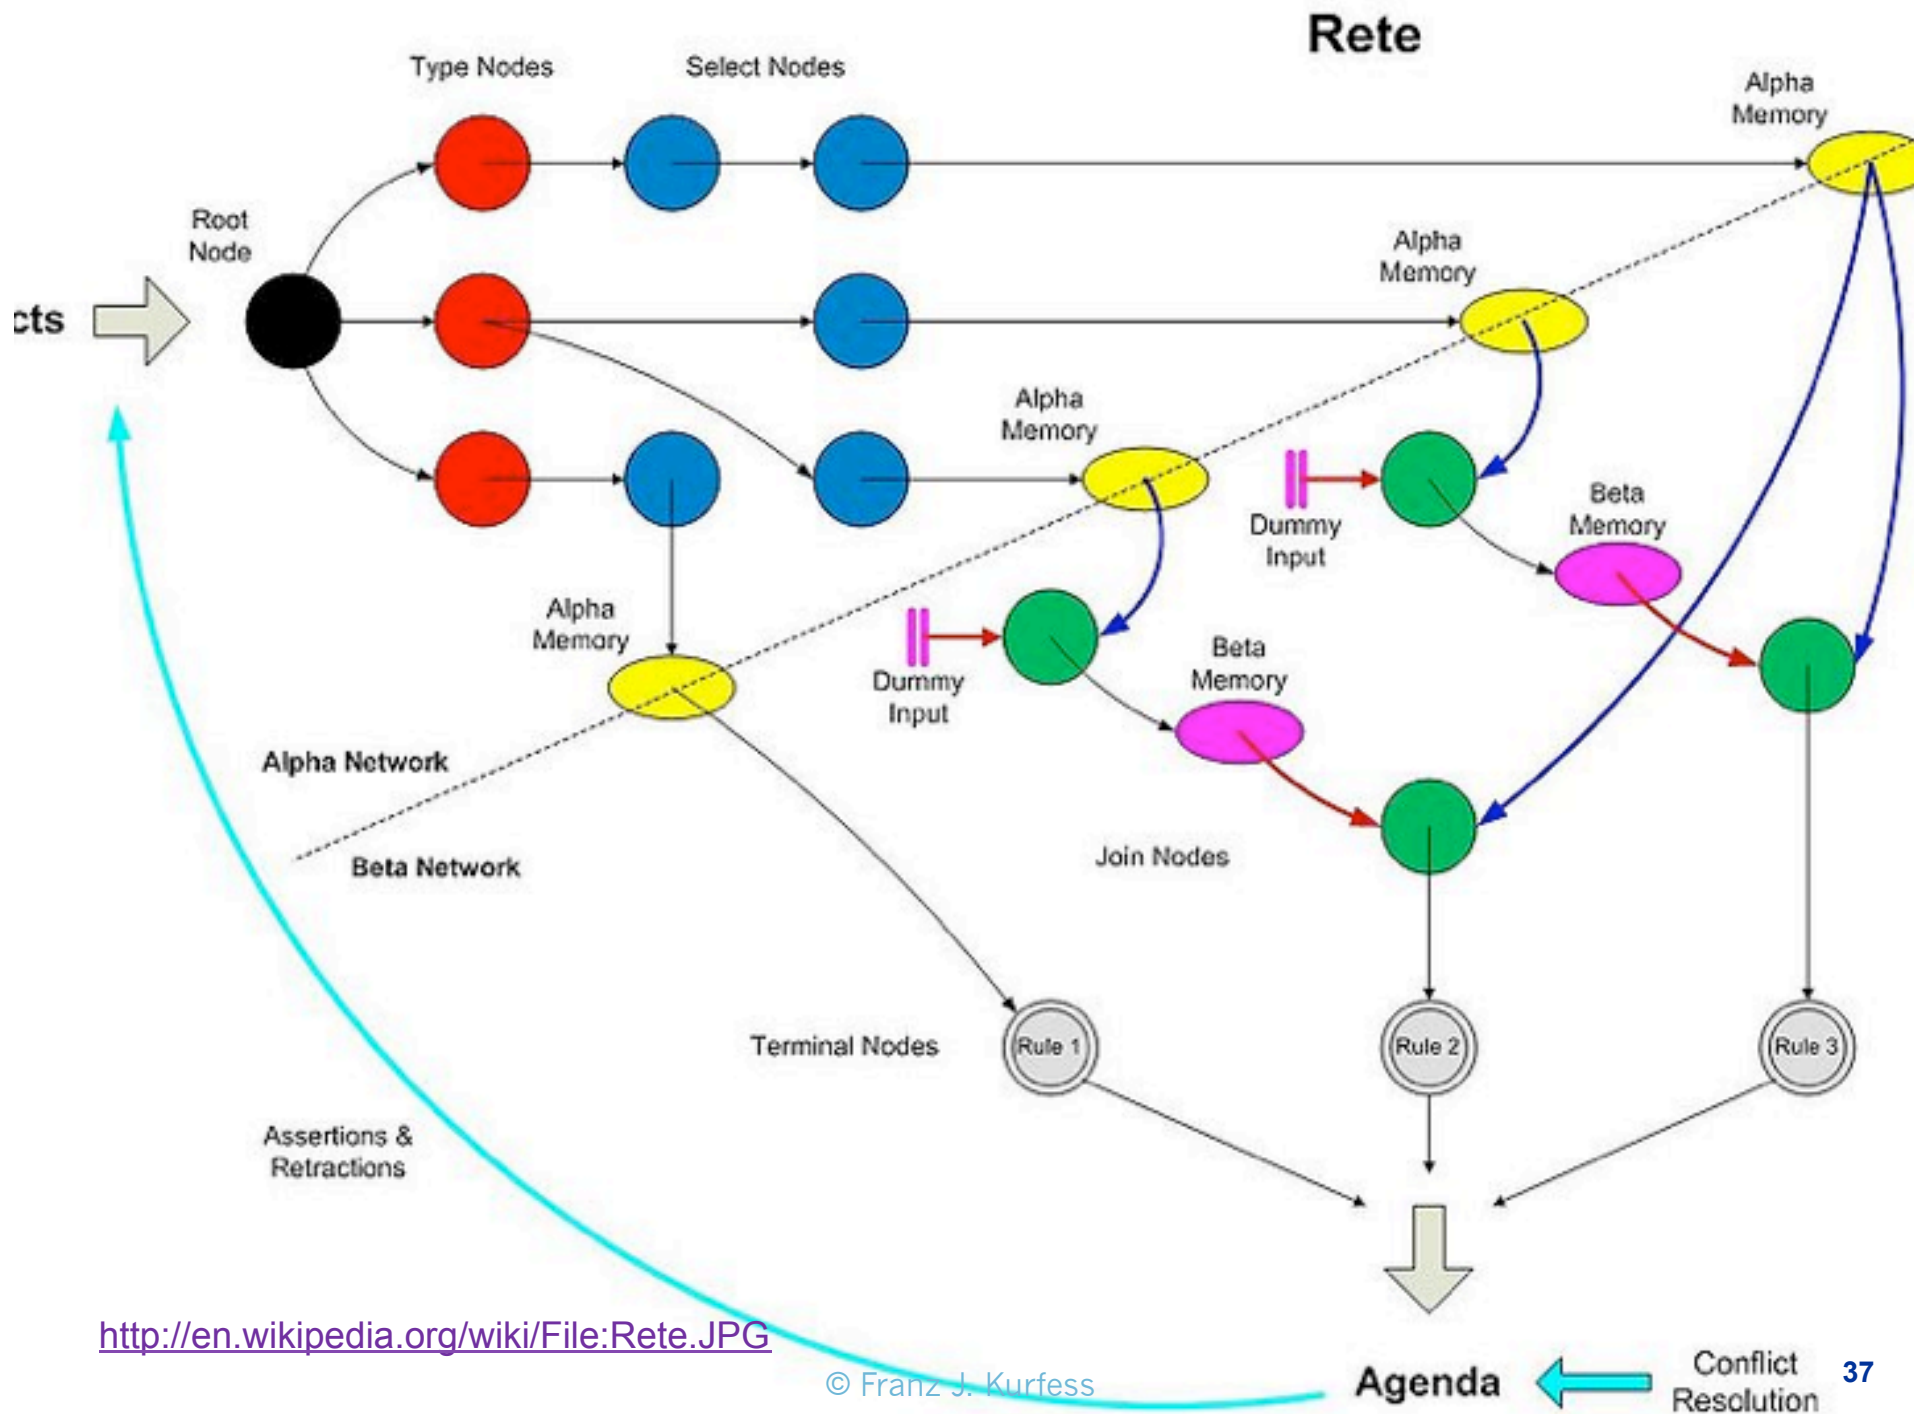 Rete
Type Nodes
Select Nodes
Alpha
Memory
Root
Node
Alpha
Memory
cts
Alpha
Memory
Dummy
Input
Beta
Memory
Alpha
Memory
Dummy
Input
Beta
Memory
Alpha Network
Beta Network
Join Nodes
Terminal Nodes
Rule 1
Rule 2
Rule 3
Assertions &
Retractions
http://en.wikipedia.org/wiki/File:Rete.JPG
© Franz J. Kurfess
Agenda
Conflict
Resolution
37